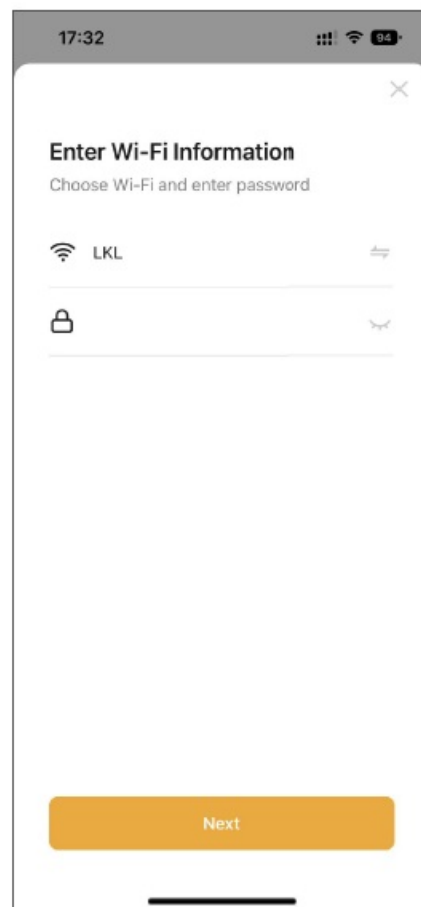 17:32
94
Enter Wi-Fi Information
Choose Wi-Fi and enter password
LKL
Next